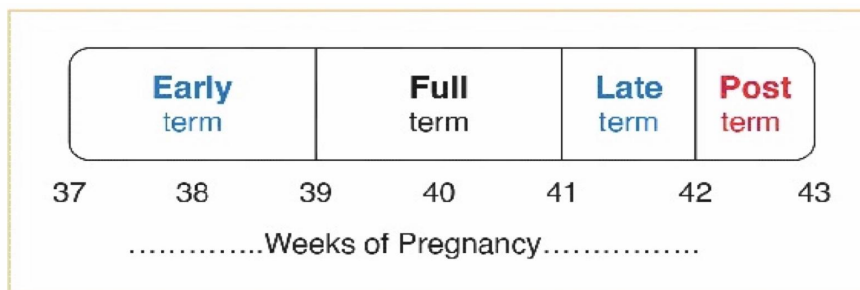 Early Full Late Post
term term term term
37 38 39 40 41 42 43
..............Weeks of Pregnancy................